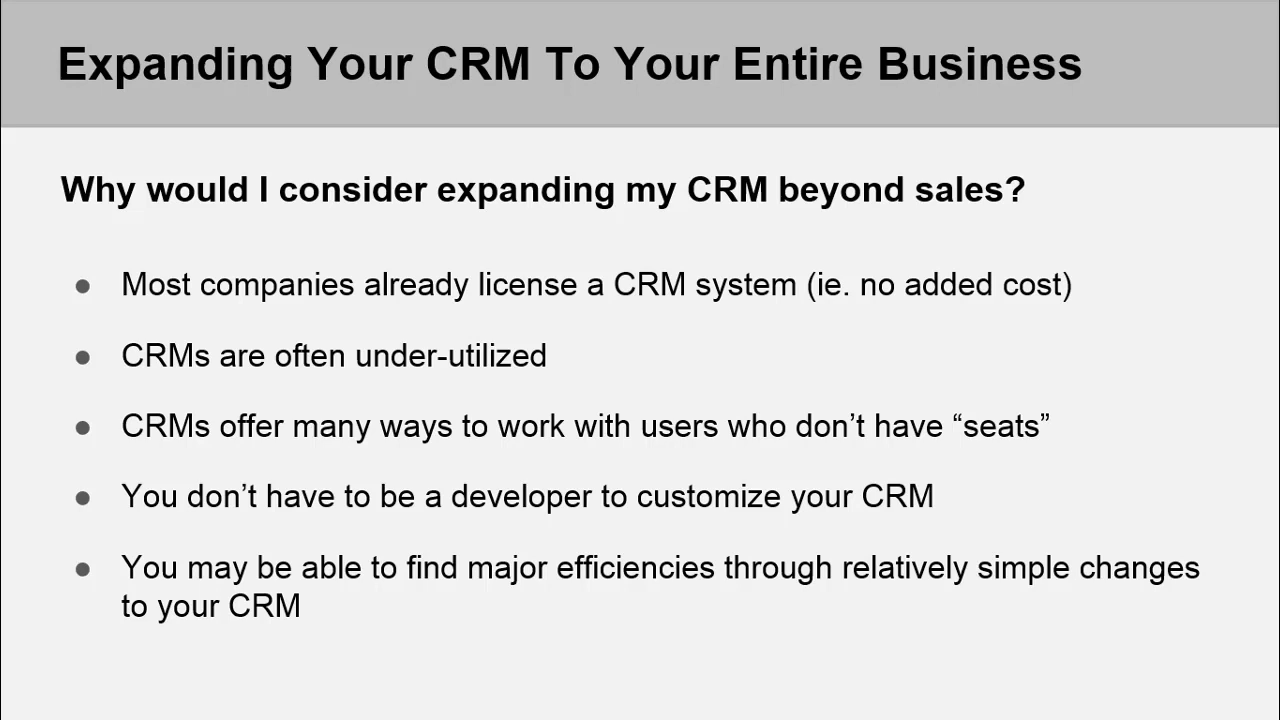 Expanding Your CRM To Your Entire Business
Why would I consider expanding my CRM beyond sales?
● Most companies already license a CRM system (ie. no added cost)
● CRMs are often under-utilized
● CRMs offer many ways to work with users who don’t have “seats”
● You don’t have to be a developer to customize your CRM
● You may be able to find major efficiencies through relatively simple changes
to your CRM